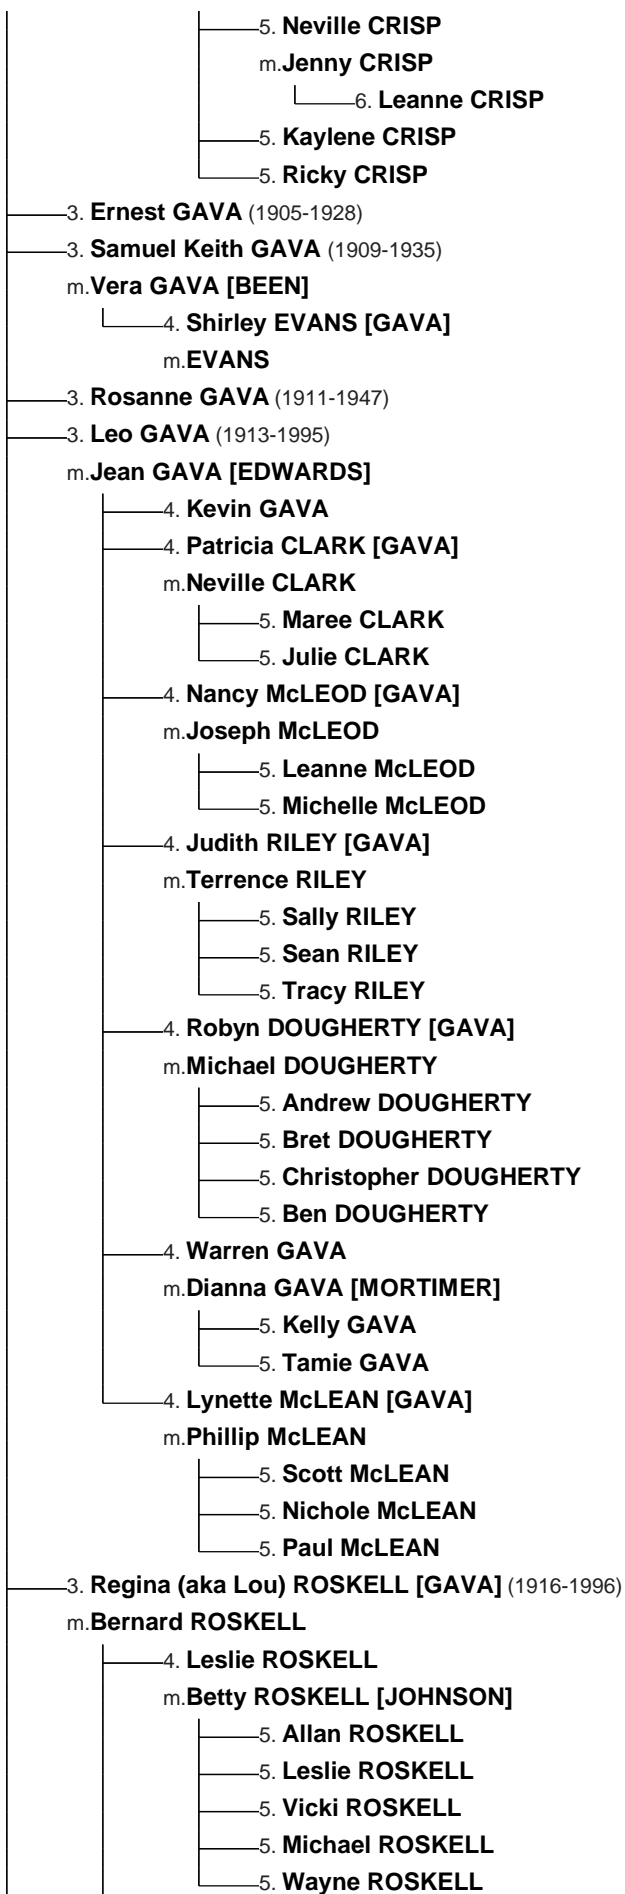 5. Neville CRISP
m.Jenny CRISP
6. Leanne CRISP
5. Kaylene CRISP
5. Ricky CRISP
3. Ernest GAVA (1905-1928)
3. Samuel Keith GAVA (1909-1935)
m.Vera GAVA [BEEN]
4. Shirley EVANS [GAVA]
m.EVANS
3. Rosanne GAVA (1911-1947)
3. Leo GAVA (1913-1995)
m.Jean GAVA [EDWARDS]
4. Kevin GAVA
4. Patricia CLARK [GAVA]
m.Neville CLARK
5. Maree CLARK
5. Julie CLARK
4. Nancy McLEOD [GAVA]
m.Joseph McLEOD
5. Leanne McLEOD
5. Michelle McLEOD
4. Judith RILEY [GAVA]
m.Terrence RILEY
5. Sally RILEY
5. Sean RILEY
5. Tracy RILEY
4. Robyn DOUGHERTY [GAVA]
m.Michael DOUGHERTY
5. Andrew DOUGHERTY
5. Bret DOUGHERTY
5. Christopher DOUGHERTY
5. Ben DOUGHERTY
4. Warren GAVA
m.Dianna GAVA [MORTIMER]
5. Kelly GAVA
5. Tamie GAVA
4. Lynette McLEAN [GAVA]
m.Phillip McLEAN
5. Scott McLEAN
5. Nichole McLEAN
5. Paul McLEAN
3. Regina (aka Lou) ROSKELL [GAVA] (1916-1996)
m.Bernard ROSKELL
4. Leslie ROSKELL
m.Betty ROSKELL [JOHNSON]
5. Allan ROSKELL
5. Leslie ROSKELL
5. Vicki ROSKELL
5. Michael ROSKELL
5. Wayne ROSKELL